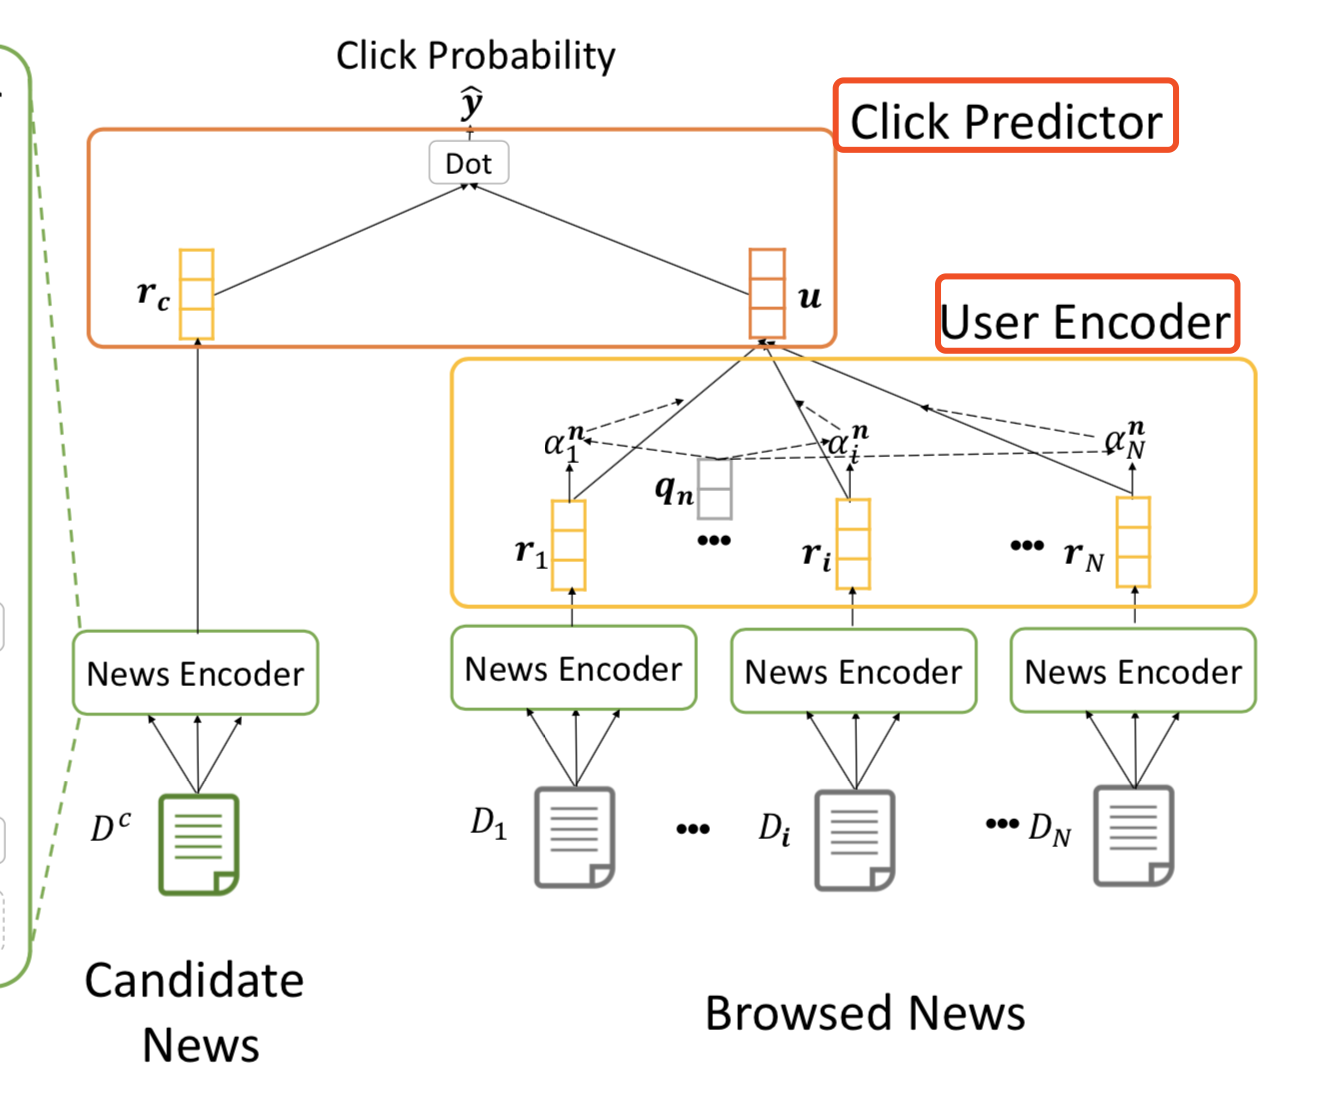 Click Probability
ŷ
Click Predictor
Dot
r_c
u
User Encoder
α_1^n
α_i^n
α_N^n
q_n
r_1
•••
r_i
••• r_N
News Encoder
News Encoder
News Encoder
News Encoder
D^c
D_1
•••
D_i
••• D_N
Candidate
News
Browsed News